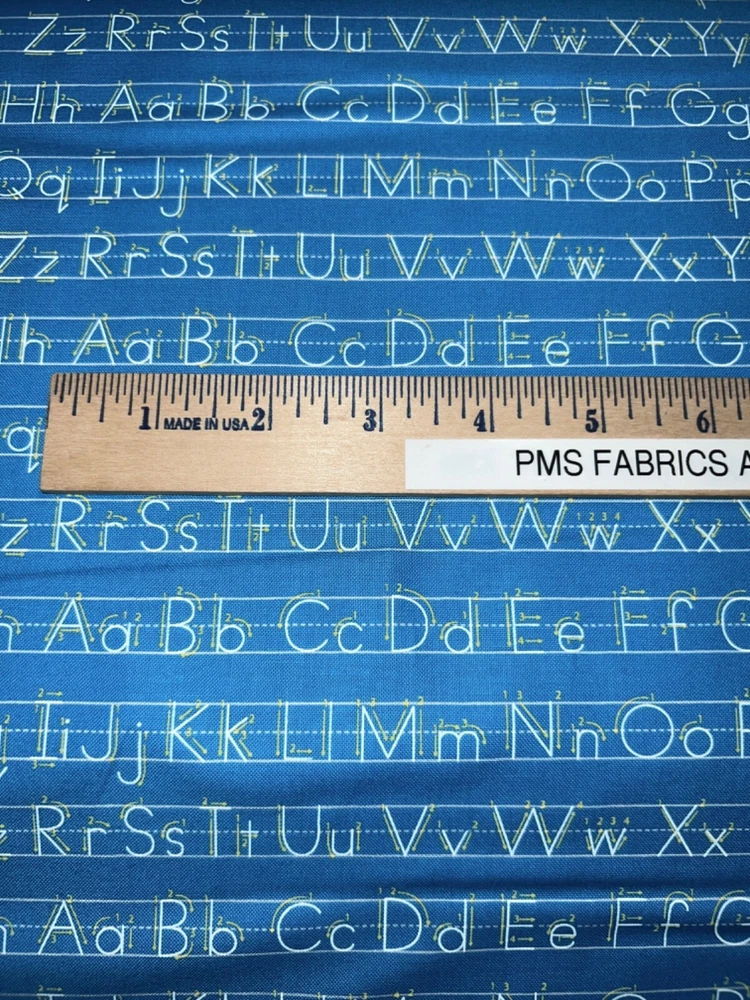 Zz Rr Ss Tt Uu Vv Ww Xx Yy
Hh Aa Bb Cc Dd Ee Ff Gg
Qq Ii Jj Kk Ll Mm Nn Oo Pp
Zz Rr Ss Tt Uu Vv Ww Xx Y
Hh Aa Bb Cc Dd Ee Ff G
1 MADE IN USA 2 3 4 5 6
q PMS FABRICS A
z Rr Ss Tt Uu Vv Ww Xx Y
h Aa Bb Cc Dd Ee Ff G
Ii Jj Kk Ll Mm Nn Oo P
Rr Ss Tt Uu Vv Ww Xx
h Aa Bb Cc Dd Ee Ff G